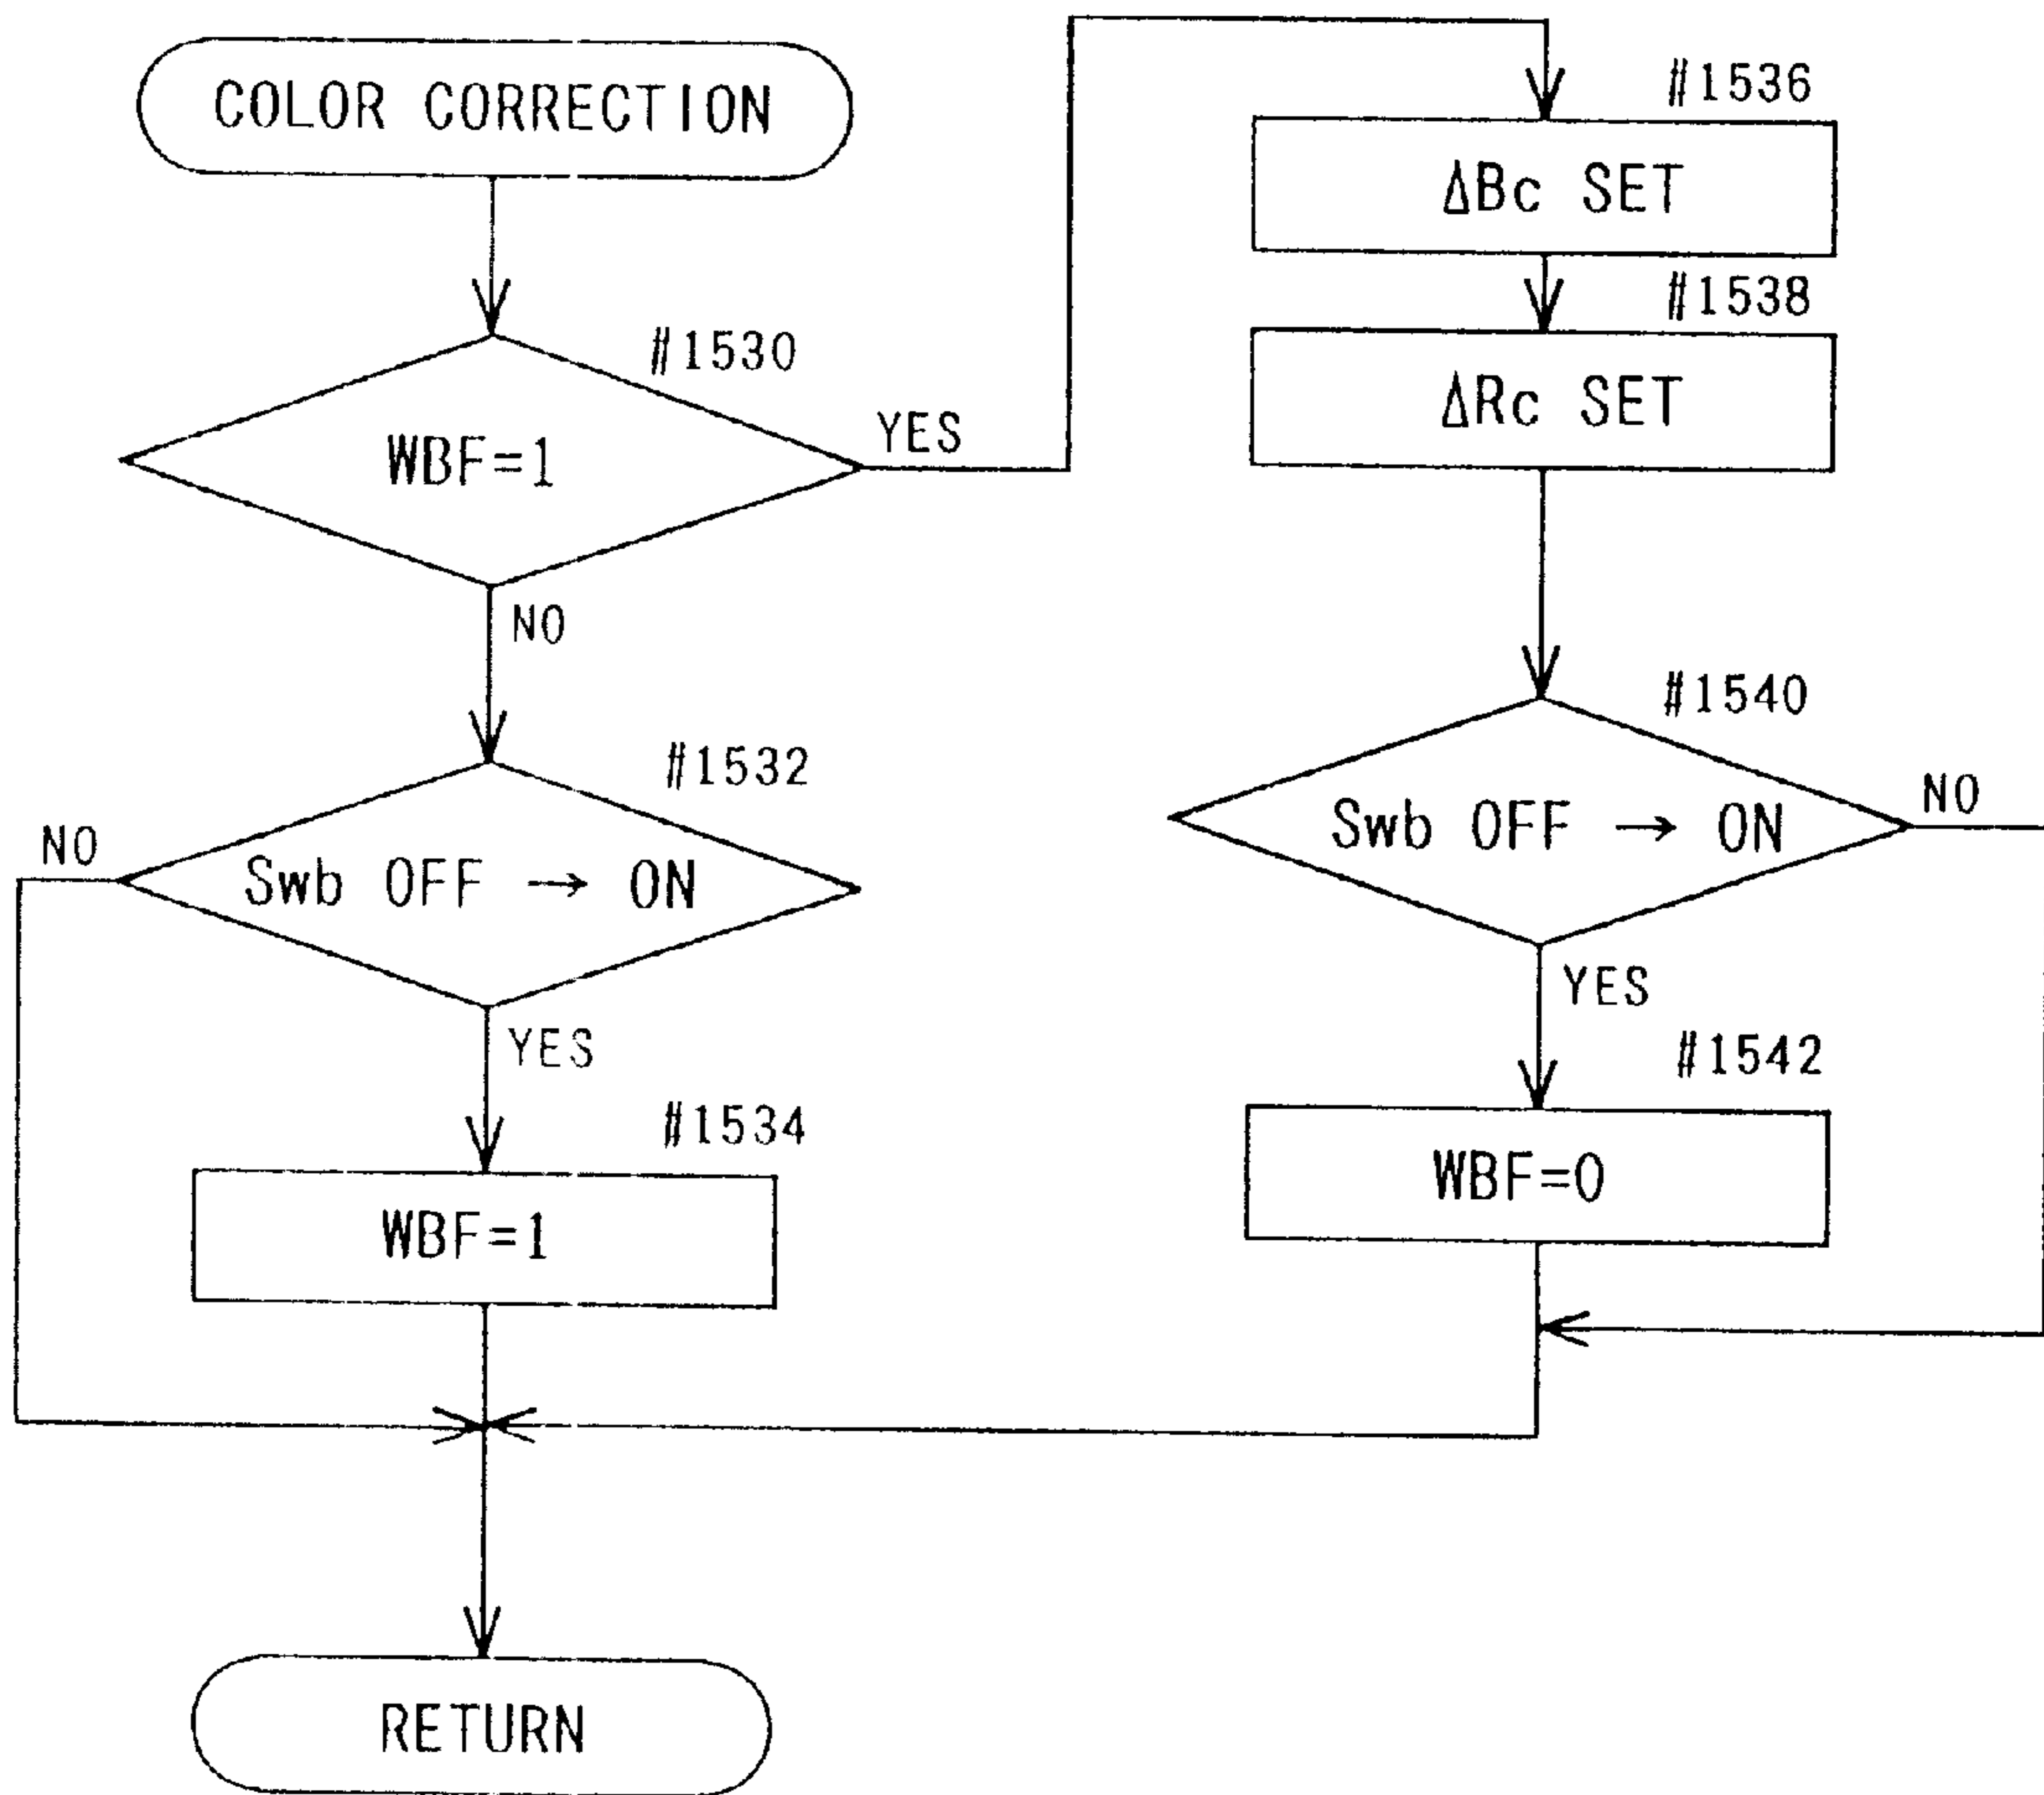 COLOR CORRECTION
#1530
WBF=1
YES
NO
#1532
Swb OFF → ON
NO
YES
#1534
WBF=1
RETURN
#1536
ΔBc SET
#1538
ΔRc SET
#1540
Swb OFF → ON
NO
YES
#1542
WBF=0